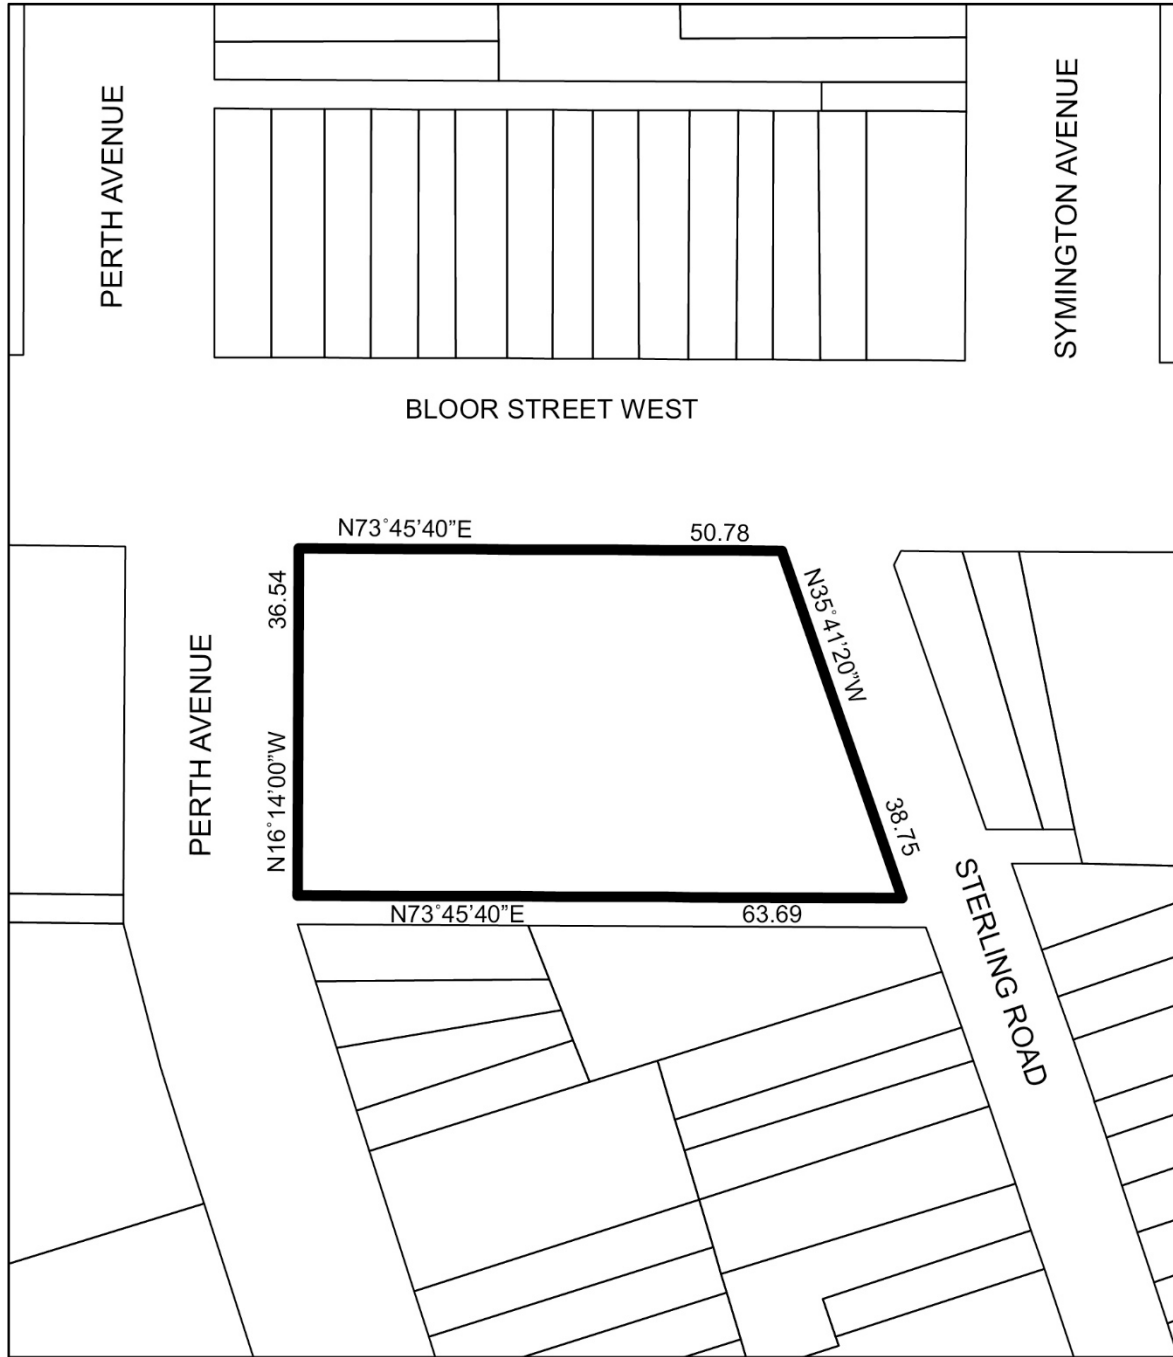 PERTH AVENUE
SYMINGTON AVENUE
BLOOR STREET WEST
N73°45'40"E
50.78
36.54
N35°41'20"W
PERTH AVENUE
N16°14'00"W
38.75
N73°45'40"E
63.69
STERLING ROAD